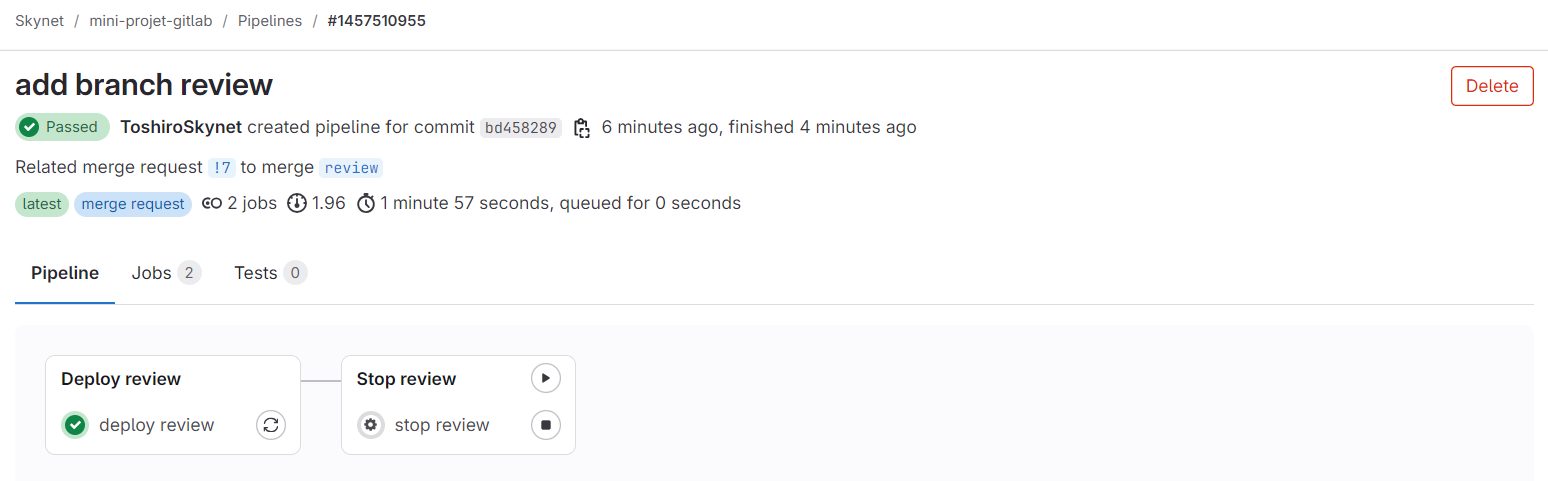 Skynet / mini-projet-gitlab / Pipelines / #1457510955
add branch review
Delete
Passed ToshiroSkynet created pipeline for commit bd458289 6 minutes ago, finished 4 minutes ago
Related merge request !7 to merge review
latest merge request 2 jobs 1.96 1 minute 57 seconds, queued for 0 seconds
Pipeline Jobs 2 Tests 0
Deploy review
deploy review
Stop review
stop review